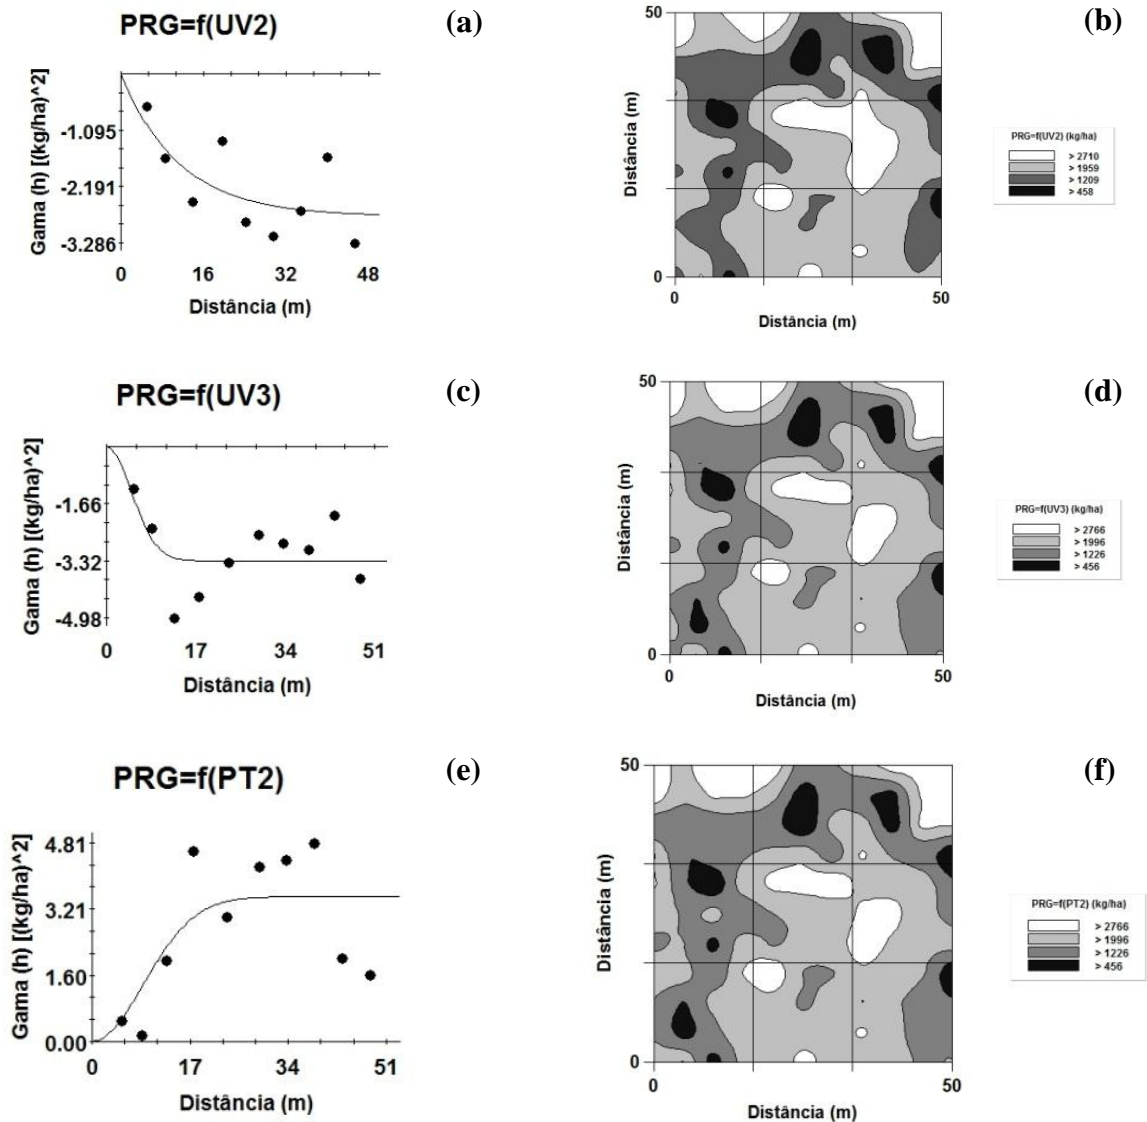 PRG=f(UV2)
(a)
Gama (h) [(kg/ha)^2]
-1.095
-2.191
-3.286
0 16 32 48
Distância (m)
(b)
50
Distância (m)
0
0 50
Distância (m)
PRG=f(UV2) (kg/ha)
> 2710
> 1959
> 1209
> 458
PRG=f(UV3)
(c)
Gama (h) [(kg/ha)^2]
-1.66
-3.32
-4.98
0 17 34 51
Distância (m)
(d)
50
Distância (m)
0
0 50
Distância (m)
PRG=f(UV3) (kg/ha)
> 2766
> 1996
> 1226
> 456
PRG=f(PT2)
(e)
Gama (h) [(kg/ha)^2]
4.81
3.21
1.60
0.00
0 17 34 51
Distância (m)
(f)
50
Distância (m)
0
0 50
Distância (m)
PRG=f(PT2) (kg/ha)
> 2766
> 1996
> 1226
> 456